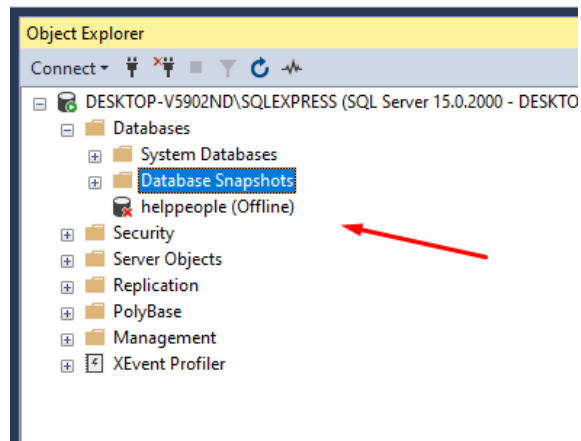 Object Explorer
Connect
DESKTOP-V5902ND\SQLEXPRESS (SQL Server 15.0.2000 - DESKTO
Databases
System Databases
Database Snapshots
helppeople (Offline)
Security
Server Objects
Replication
PolyBase
Management
XEvent Profiler